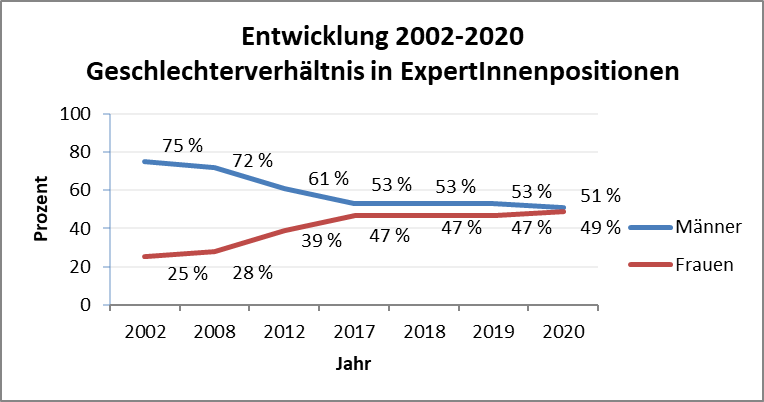 Entwicklung 2002-2020
Geschlechterverhältnis in ExpertInnenpositionen
100
80
60
40
20
0
Prozent
75 %
72 %
61 %
53 %
53 %
53 %
51 %
25 %
28 %
39 %
47 %
47 %
47 %
49 %
Männer
Frauen
2002 2008 2012 2017 2018 2019 2020
Jahr